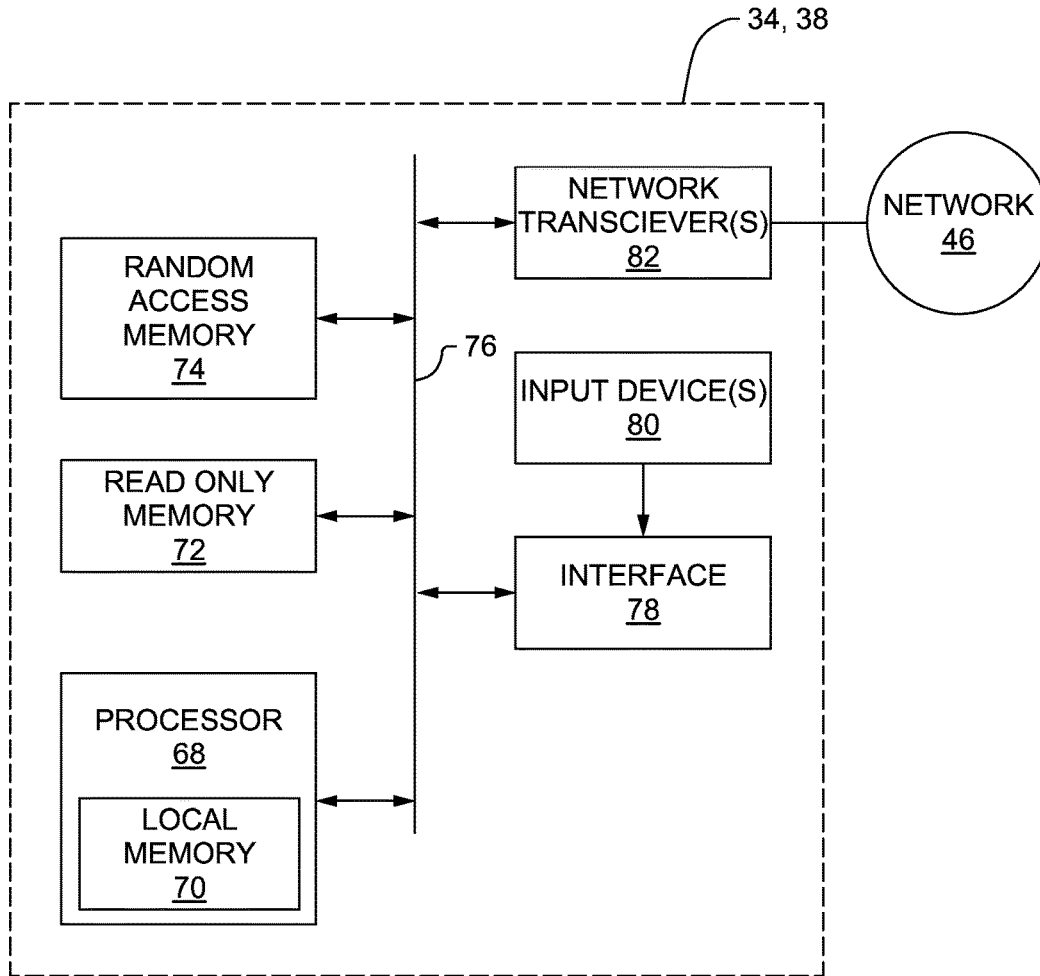 34, 38
NETWORK
TRANSCIEVER(S)
82
NETWORK
46
RANDOM
ACCESS
MEMORY
74
76
INPUT DEVICE(S)
80
READ ONLY
MEMORY
72
INTERFACE
78
PROCESSOR
68
LOCAL
MEMORY
70